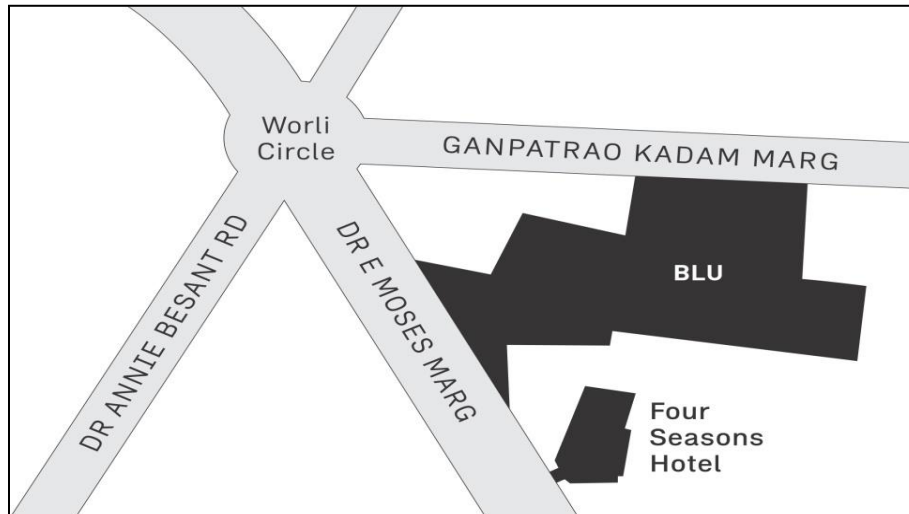 Worli
Circle
GANPATRAO KADAM MARG
DR ANNIE BESANT RD
DR E MOSES MARG
BLU
Four
Seasons
Hotel